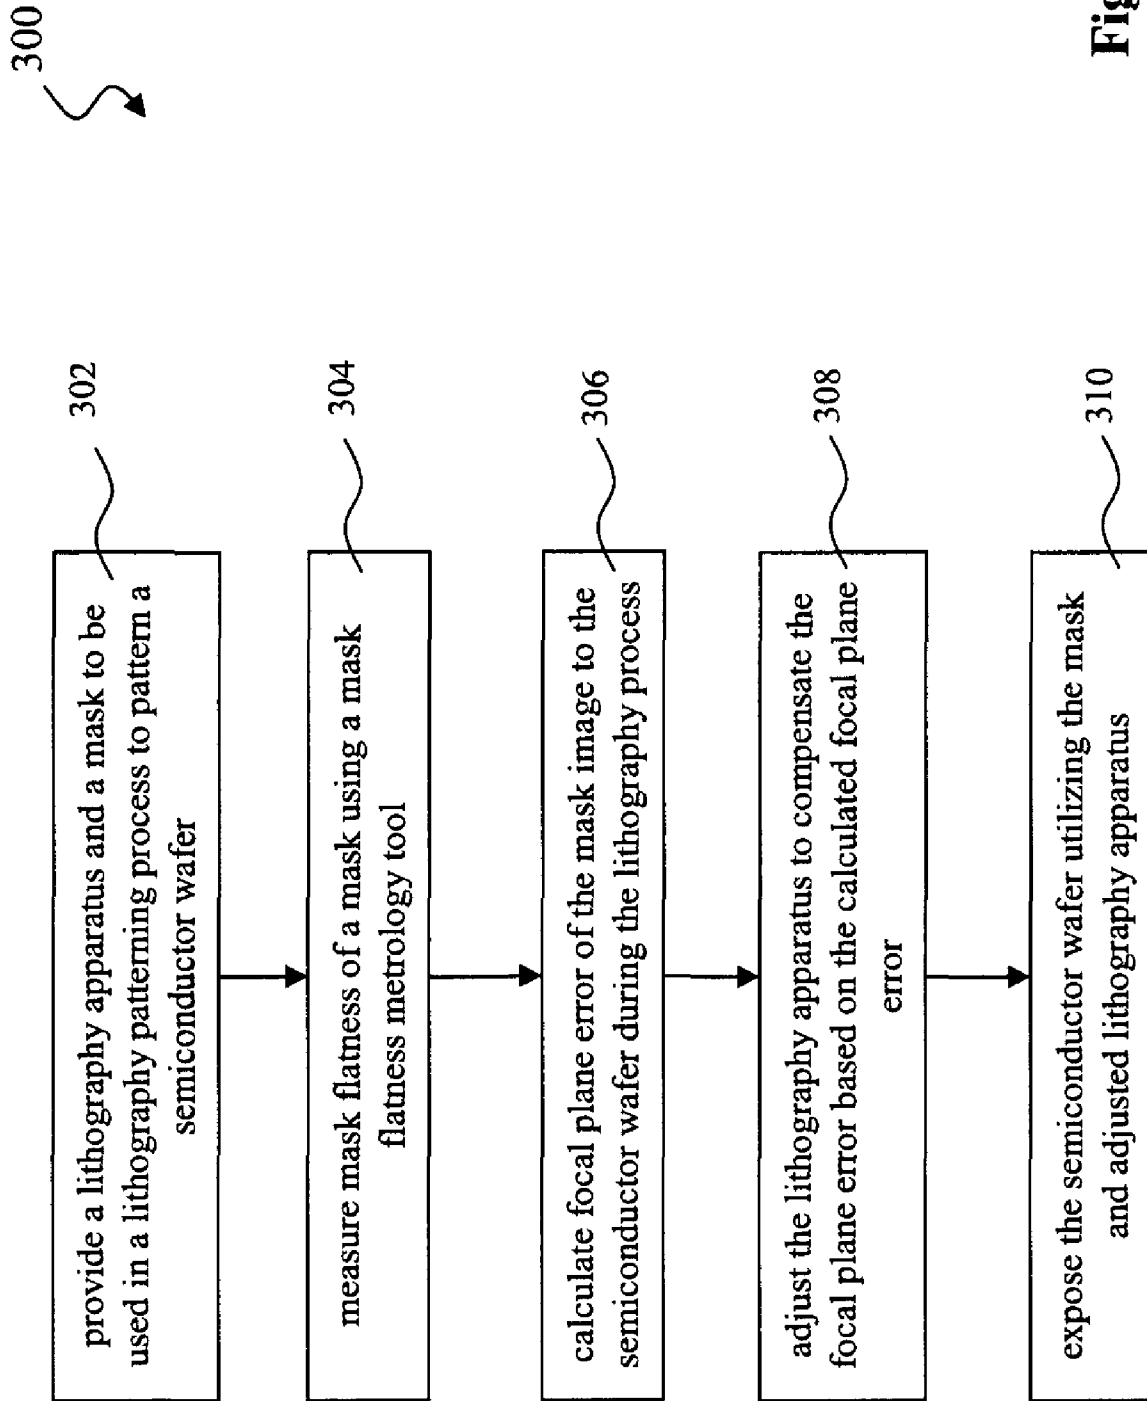 300
302
provide a lithography apparatus and a mask to be
used in a lithography patterning process to pattern a
semiconductor wafer
304
measure mask flatness of a mask using a mask
flatness metrology tool
306
calculate focal plane error of the mask image to the
semiconductor wafer during the lithography process
308
adjust the lithography apparatus to compensate the
focal plane error based on the calculated focal plane
error
310
expose the semiconductor wafer utilizing the mask
and adjusted lithography apparatus
Fig